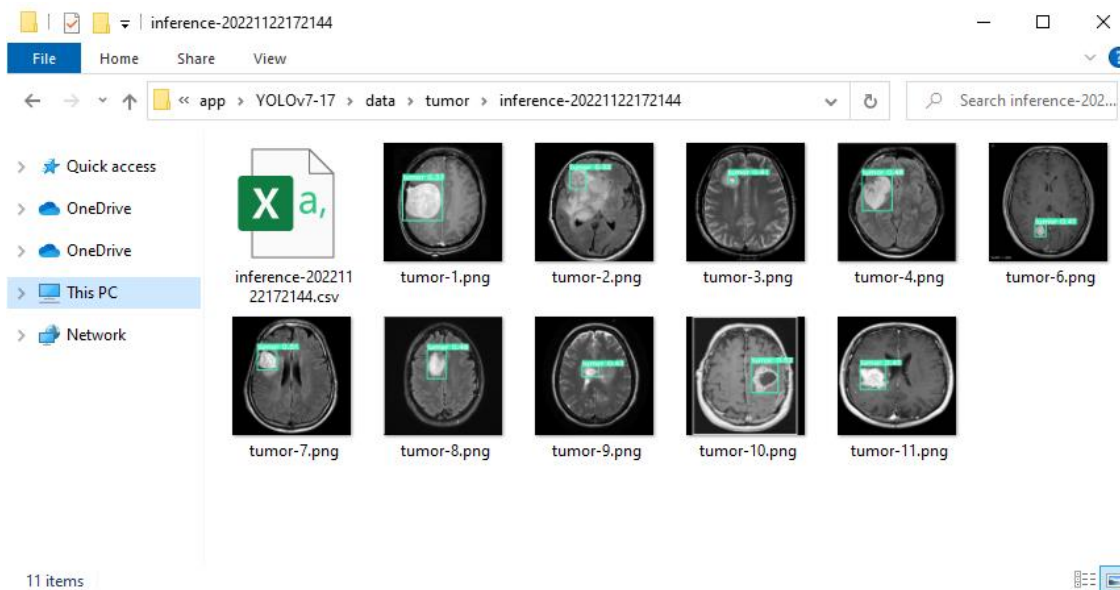 inference-20221122172144
File Home Share View
« app > YOLOv7-17 > data > tumor > inference-20221122172144
Search inference-202...
Quick access
OneDrive
OneDrive
This PC
Network
X a,
inference-202211
22172144.csv
tumor-1.png
tumor-2.png
tumor-3.png
tumor-4.png
tumor-6.png
tumor-7.png
tumor-8.png
tumor-9.png
tumor-10.png
tumor-11.png
11 items